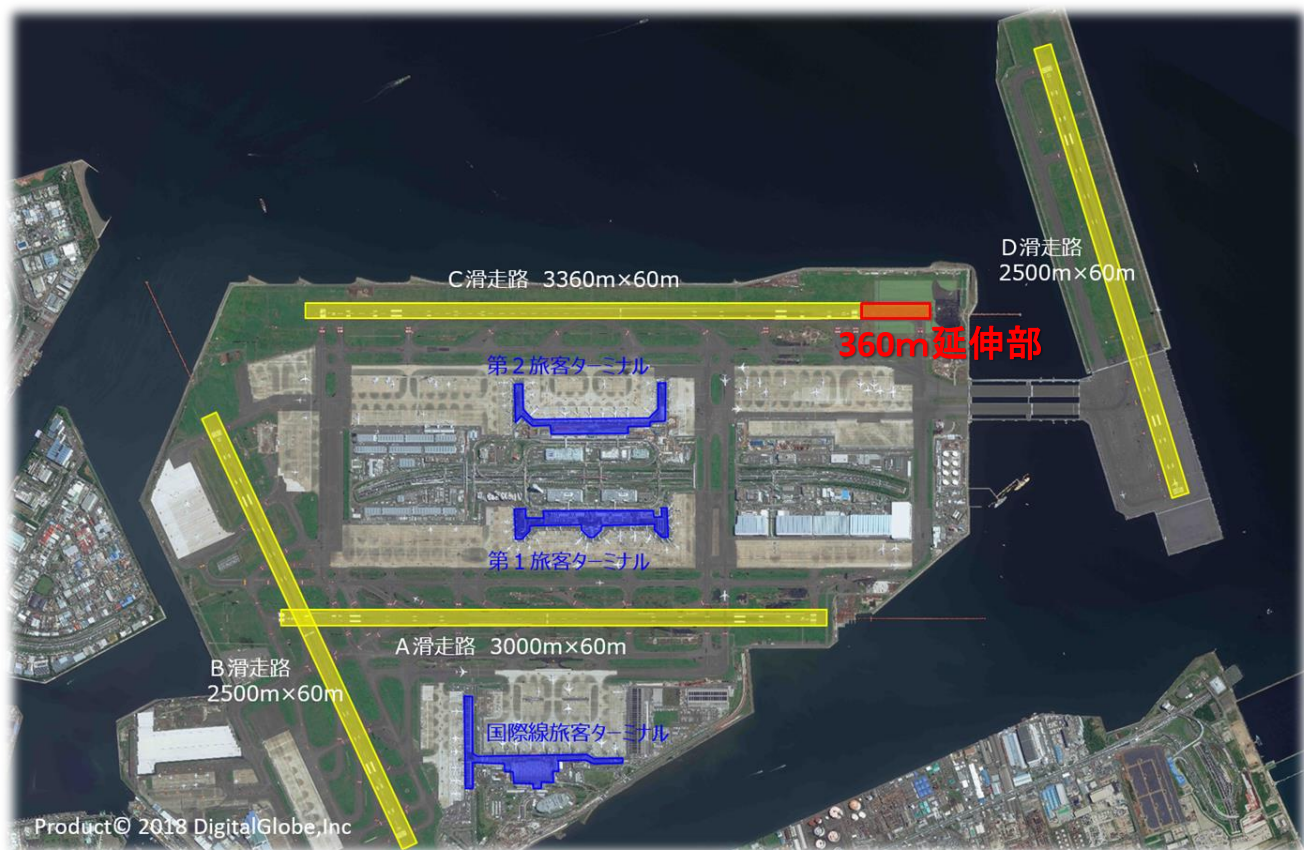 D滑走路
2500m×60m
C滑走路 3360m×60m
360m延伸部
第２旅客ターミナル
第１旅客ターミナル
A滑走路 3000m×60m
B滑走路
2500m×60m
国際線旅客ターミナル
Product© 2018 DigitalGlobe,Inc